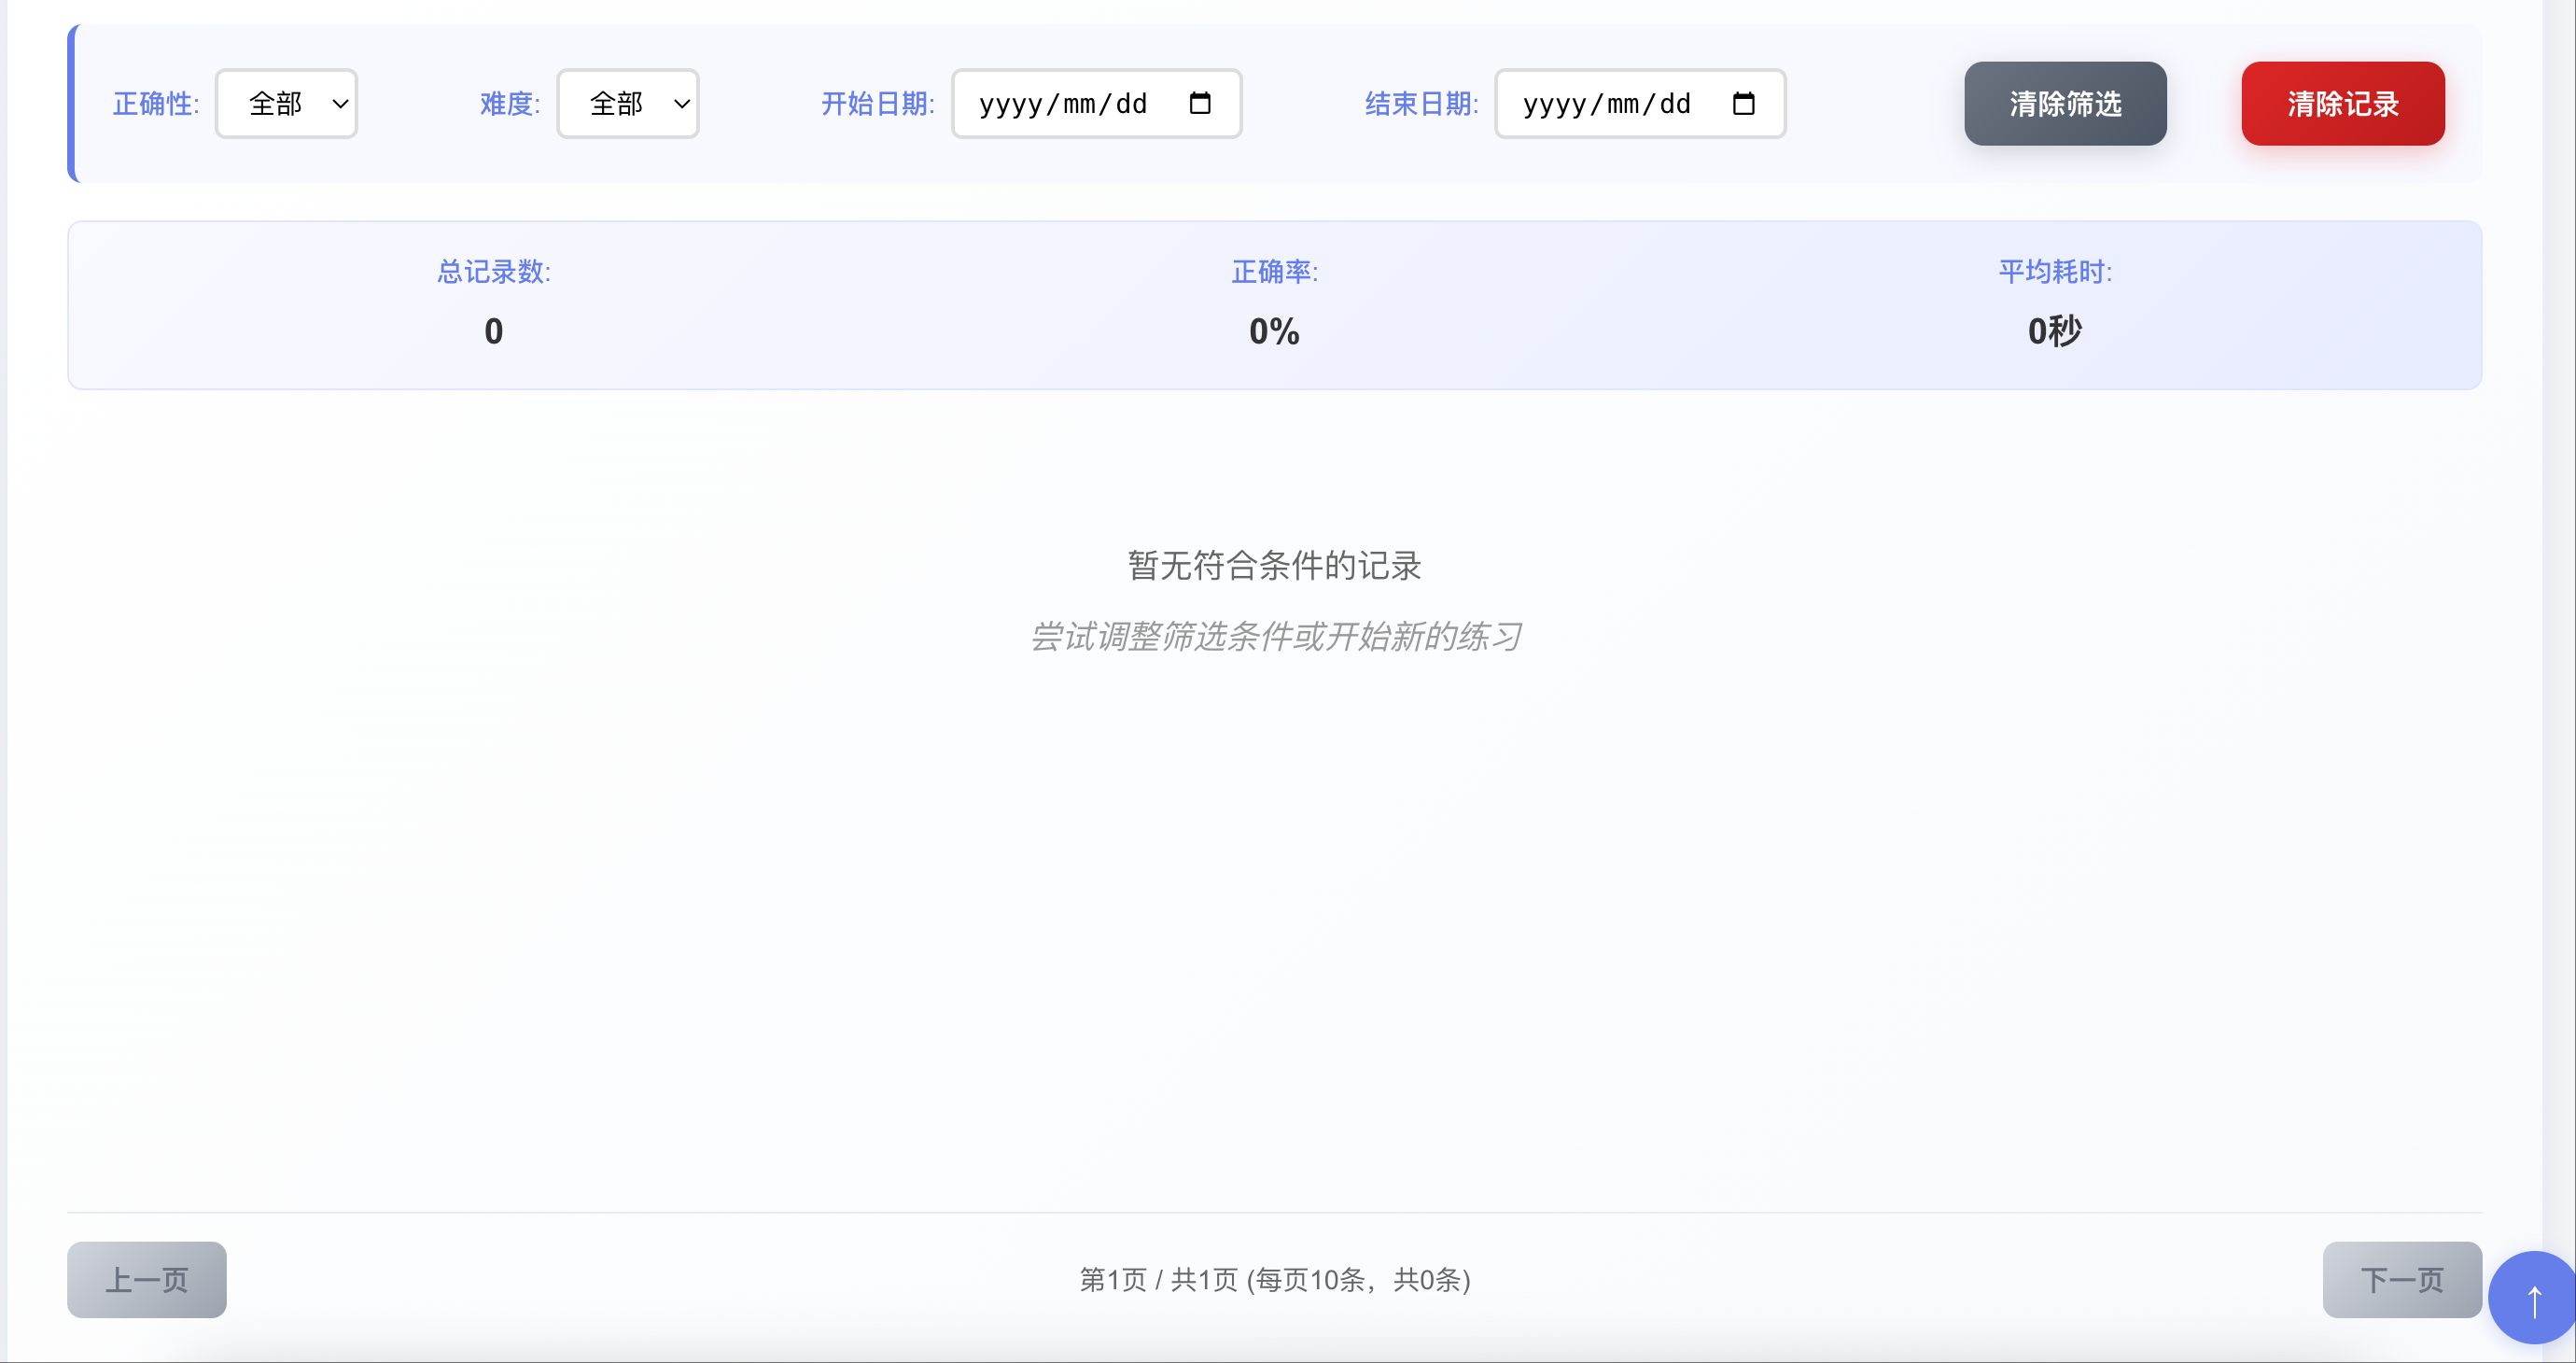 正确性: 全部 难度: 全部 开始日期: yyyy/mm/dd 结束日期: yyyy/mm/dd 清除筛选 清除记录
总记录数: 正确率: 平均耗时:
0 0% 0秒
暂无符合条件的记录
尝试调整筛选条件或开始新的练习
上一页 第1页 / 共1页 (每页10条，共0条) 下一页 ↑